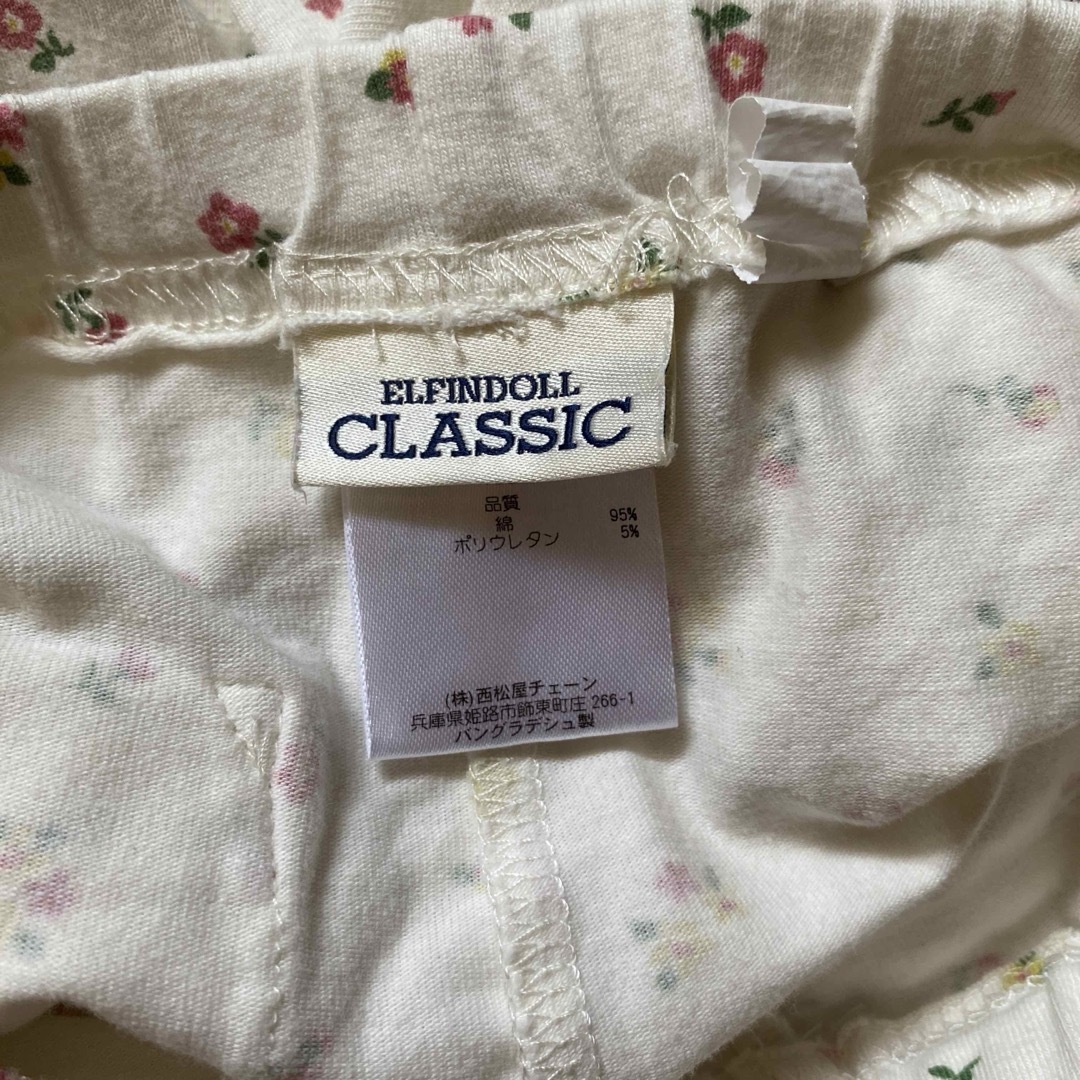 ELFINDOLL
CLASSIC
品質
綿 95%
ポリウレタン 5%
(株)西松屋チェーン
兵庫県姫路市飾東町庄 266-1
バングラデシュ製